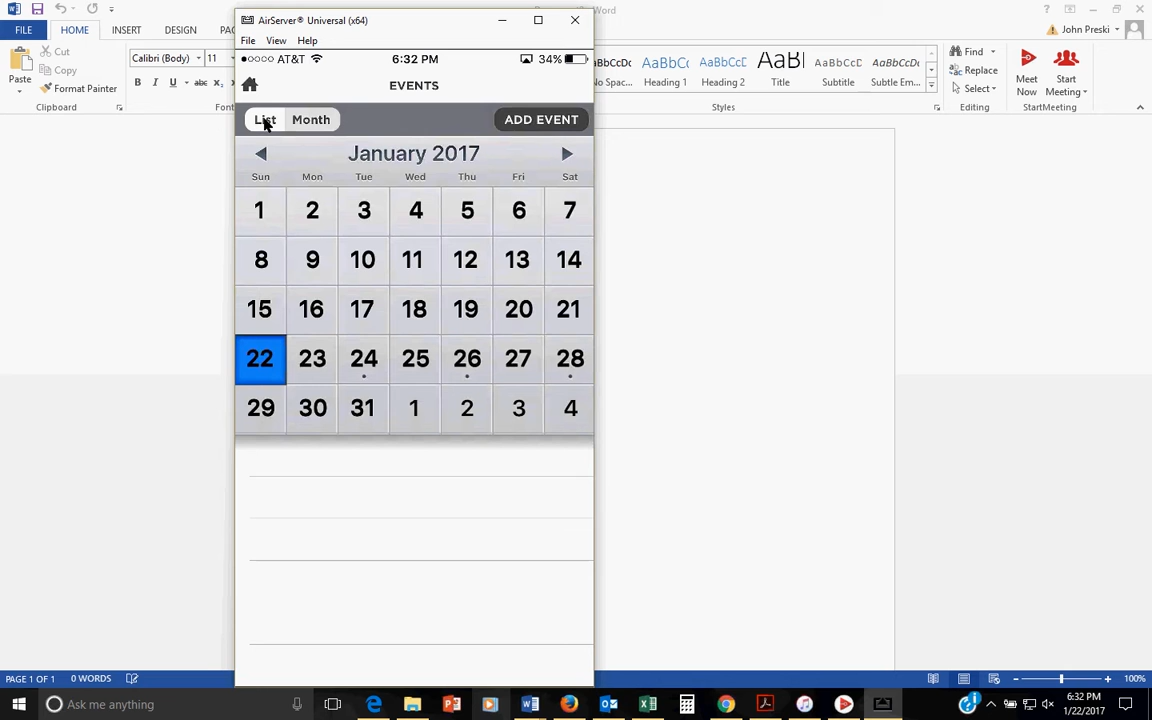 AirServer® Universal (x64)
Word
FILE HOME INSERT DESIGN
John Preski
File View Help
Cut
Copy
Format Painter
Paste
Clipboard
Calibri (Body) 11
B I U abc
AT&T 6:32 PM 34%
EVENTS
List Month ADD EVENT
January 2017
Sun Mon Tue Wed Thu Fri Sat
1 2 3 4 5 6 7
8 9 10 11 12 13 14
15 16 17 18 19 20 21
22 23 24 25 26 27 28
29 30 31 1 2 3 4
AaBbCcDc AaBbC AaBbCc AaBl AaBbCcD AaBbCcDc
No Spac... Heading 1 Heading 2 Title Subtitle Subtle Em...
Styles
Find
Replace
Select
Editing
Meet Now
Start Meeting
StartMeeting
PAGE 1 OF 1 0 WORDS
100%
Ask me anything
6:32 PM
1/22/2017